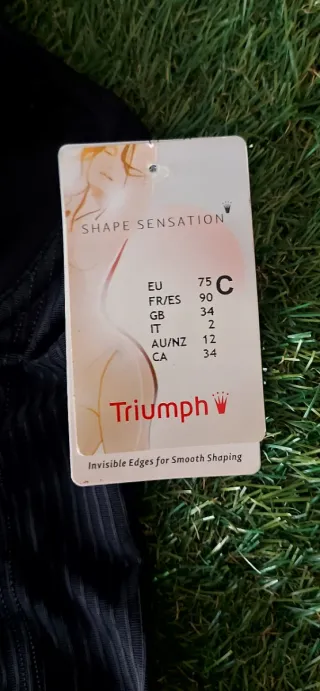 SHAPE SENSATION
EU 75 C
FR/ES 90
GB 34
IT 2
AU/NZ 12
CA 34
Triumph
Invisible Edges for Smooth Shaping